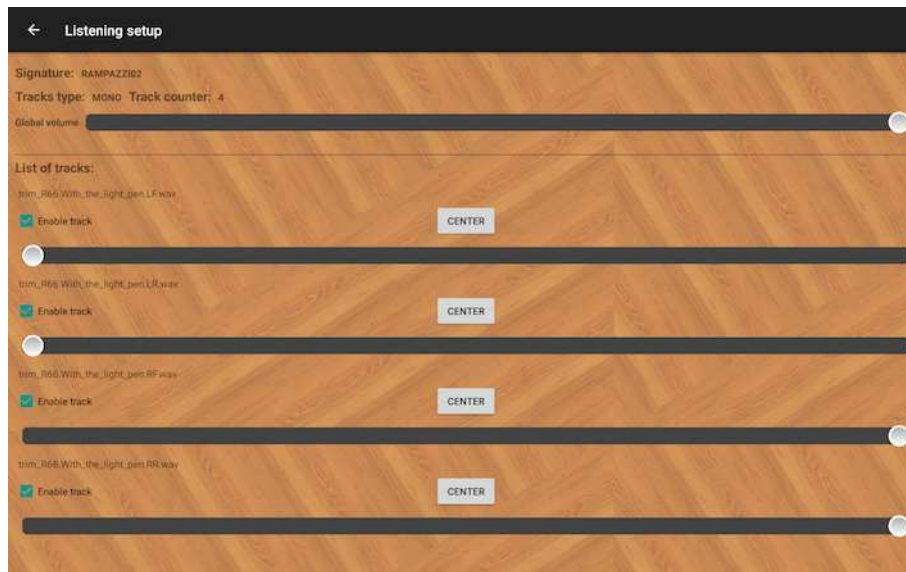 Listening setup
Signature: RAMPAZZI02
Tracks type: MONO Track counter: 4
Global volume
List of tracks:
trim_R66.With_the_light_pen.LF.wav
Enable track
CENTER
trim_R66.With_the_light_pen.LR.wav
Enable track
CENTER
trim_R66.With_the_light_pen.RF.wav
Enable track
CENTER
trim_R66.With_the_light_pen.RR.wav
Enable track
CENTER